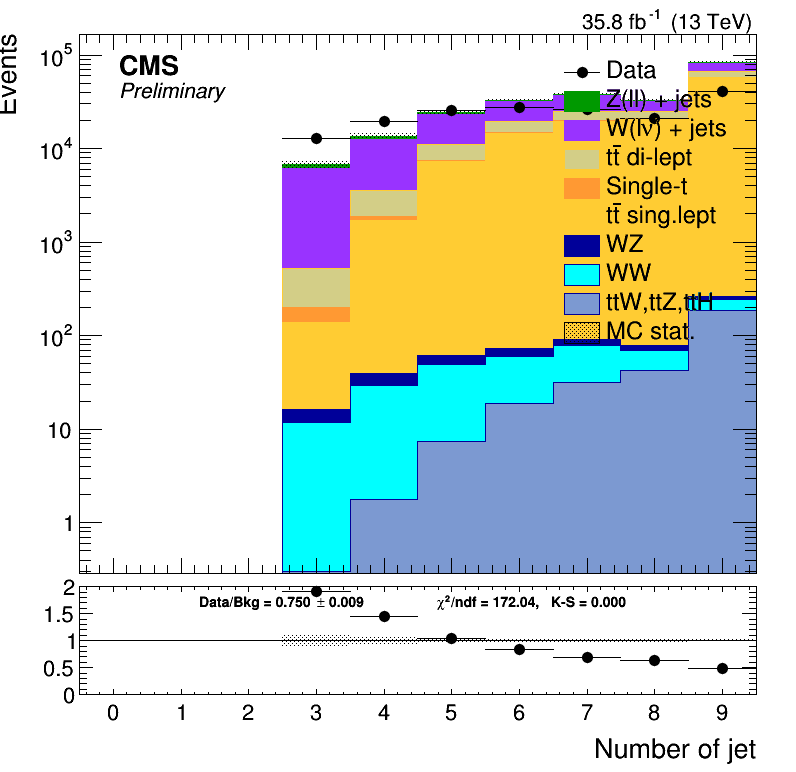 35.8 fb⁻¹ (13 TeV)
Events
CMS
Preliminary
Data
Z(ll) + jets
W(lν) + jets
tt̄ di-lept
Single-t
tt̄ sing.lept
WZ
WW
ttW,ttZ,ttH
MC stat.
10⁵
10⁴
10³
10²
10
1
Data/Bkg = 0.750 ± 0.009 χ²/ndf = 172.04, K-S = 0.000
2
1.5
1
0.5
0
0 1 2 3 4 5 6 7 8 9
Number of jet